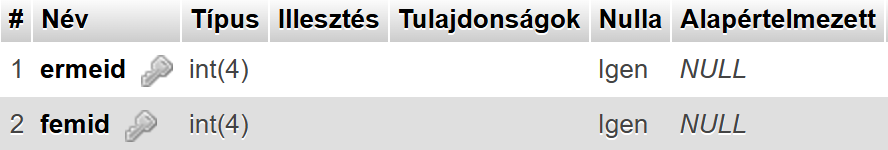 # Név Típus Illesztés Tulajdonságok Nulla Alapértelmezett
1 ermeid int(4) Igen NULL
2 femid int(4) Igen NULL